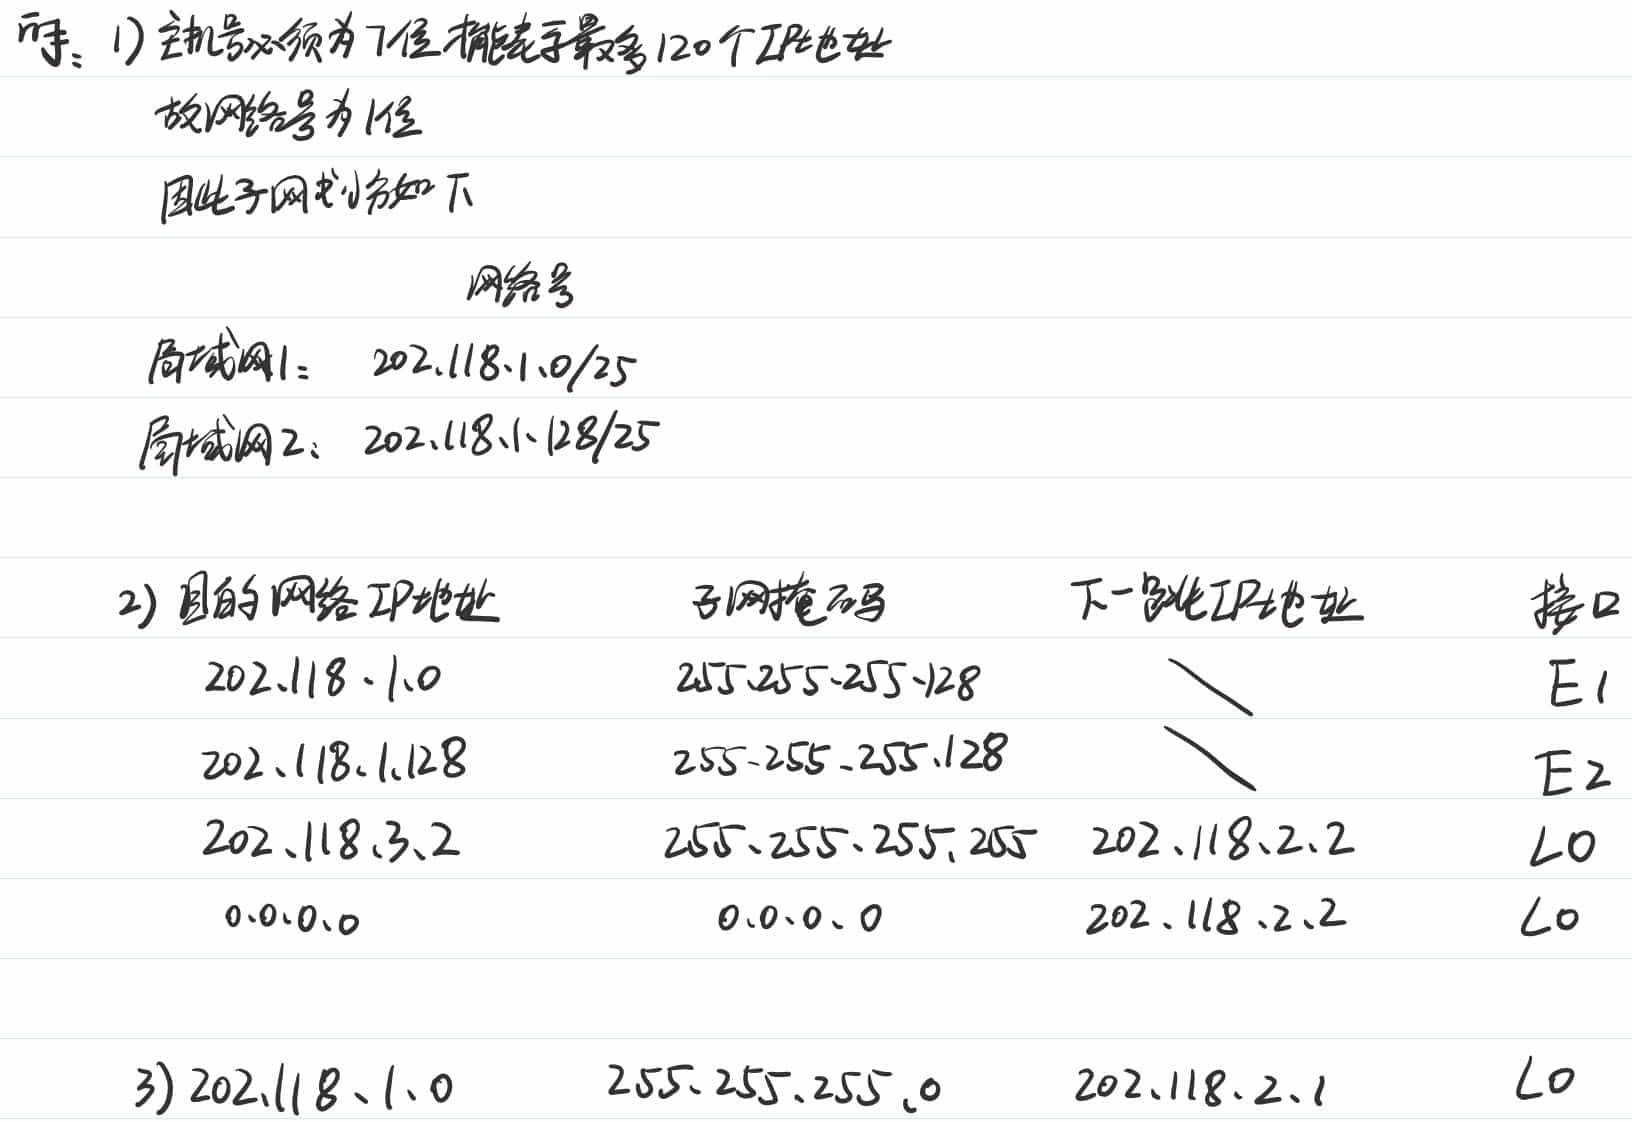 解: 1) 主机号必须为7位才能表示最多120个IP地址
故网络号为1位
因此子网划分如下
网络号
局域网1: 202.118.1.0/25
局域网2: 202.118.1.128/25
2) 目的网络IP地址 子网掩码 下一跳IP地址 接口
202.118.1.0 255.255.255.128 \ E1
202.118.1.128 255.255.255.128 \ E2
202.118.3.2 255.255.255.255 202.118.2.2 L0
0.0.0.0 0.0.0.0 202.118.2.2 L0
3) 202.118.1.0 255.255.255.0 202.118.2.1 L0